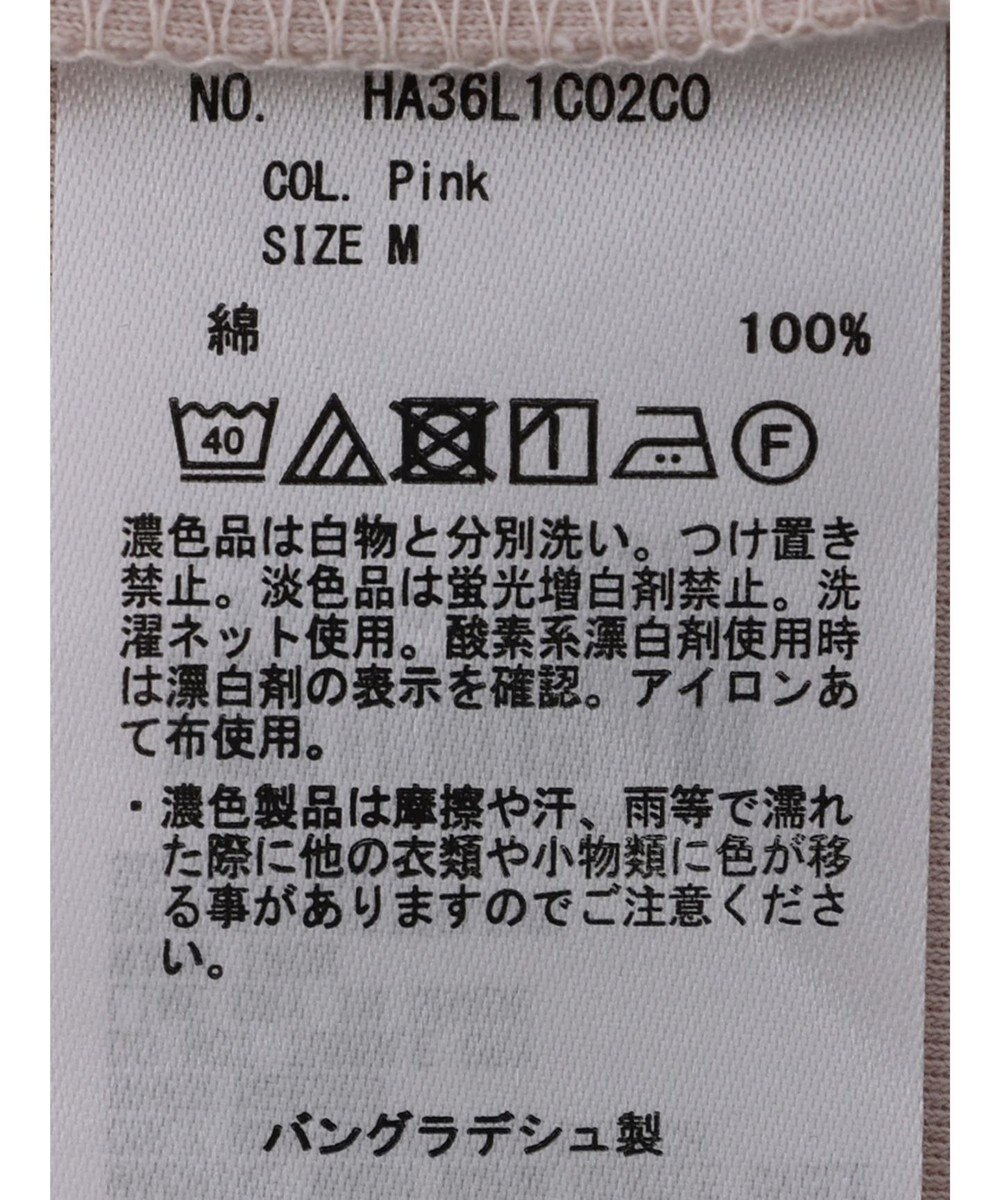 NO. HA36L1C02C0
COL. Pink
SIZE M
綿 100%
40 F
濃色品は白物と分別洗い。つけ置き
禁止。淡色品は蛍光増白剤禁止。洗
濯ネット使用。酸素系漂白剤使用時
は漂白剤の表示を確認。アイロンあ
て布使用。
・濃色製品は摩擦や汗、雨等で濡れ
た際に他の衣類や小物類に色が移
る事がありますのでご注意くださ
い。
バングラデシュ製